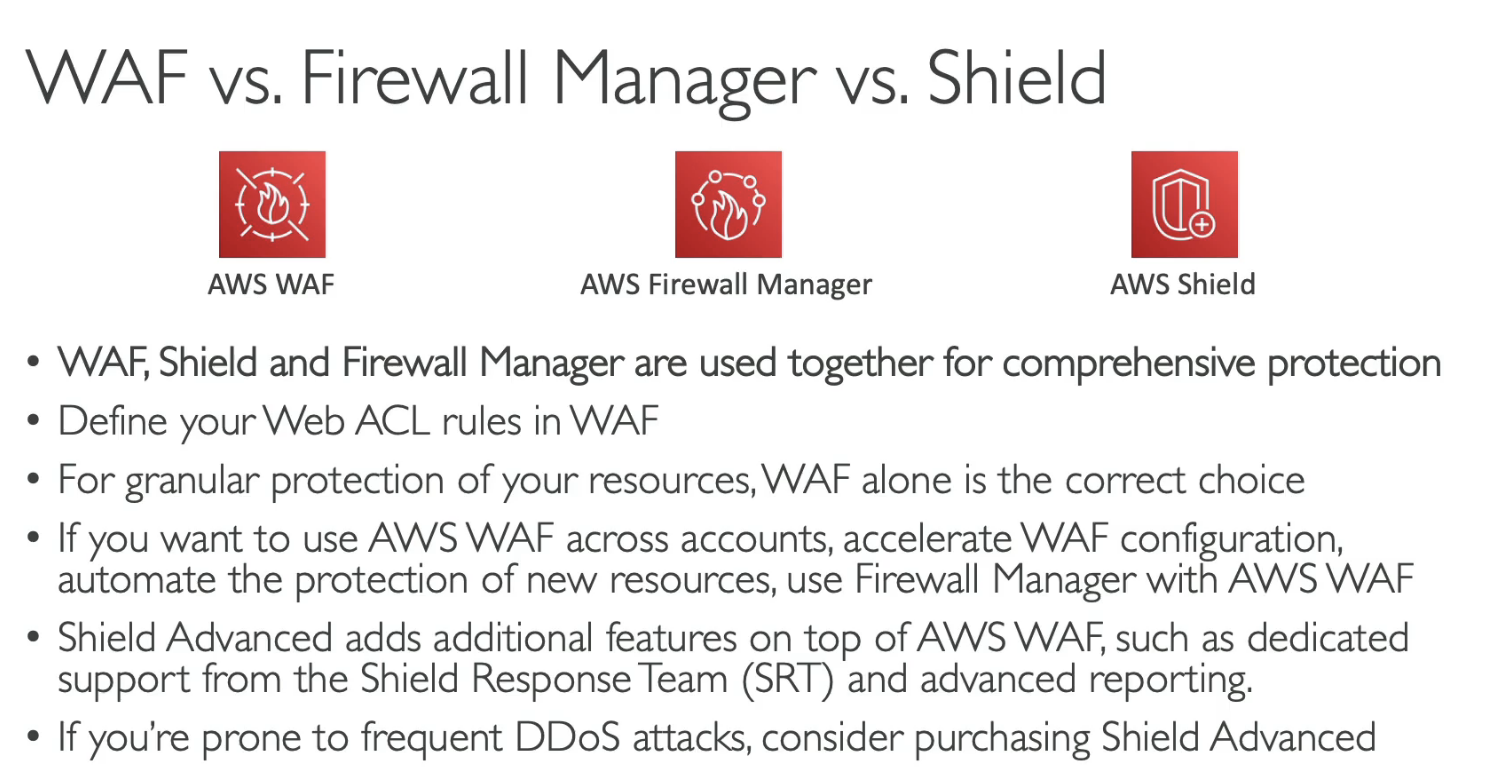 WAF vs. Firewall Manager vs. Shield
AWS WAF
AWS Firewall Manager
AWS Shield
• WAF, Shield and Firewall Manager are used together for comprehensive protection
• Define your Web ACL rules in WAF
• For granular protection of your resources, WAF alone is the correct choice
• If you want to use AWS WAF across accounts, accelerate WAF configuration,
automate the protection of new resources, use Firewall Manager with AWS WAF
• Shield Advanced adds additional features on top of AWS WAF, such as dedicated
support from the Shield Response Team (SRT) and advanced reporting.
• If you’re prone to frequent DDoS attacks, consider purchasing Shield Advanced